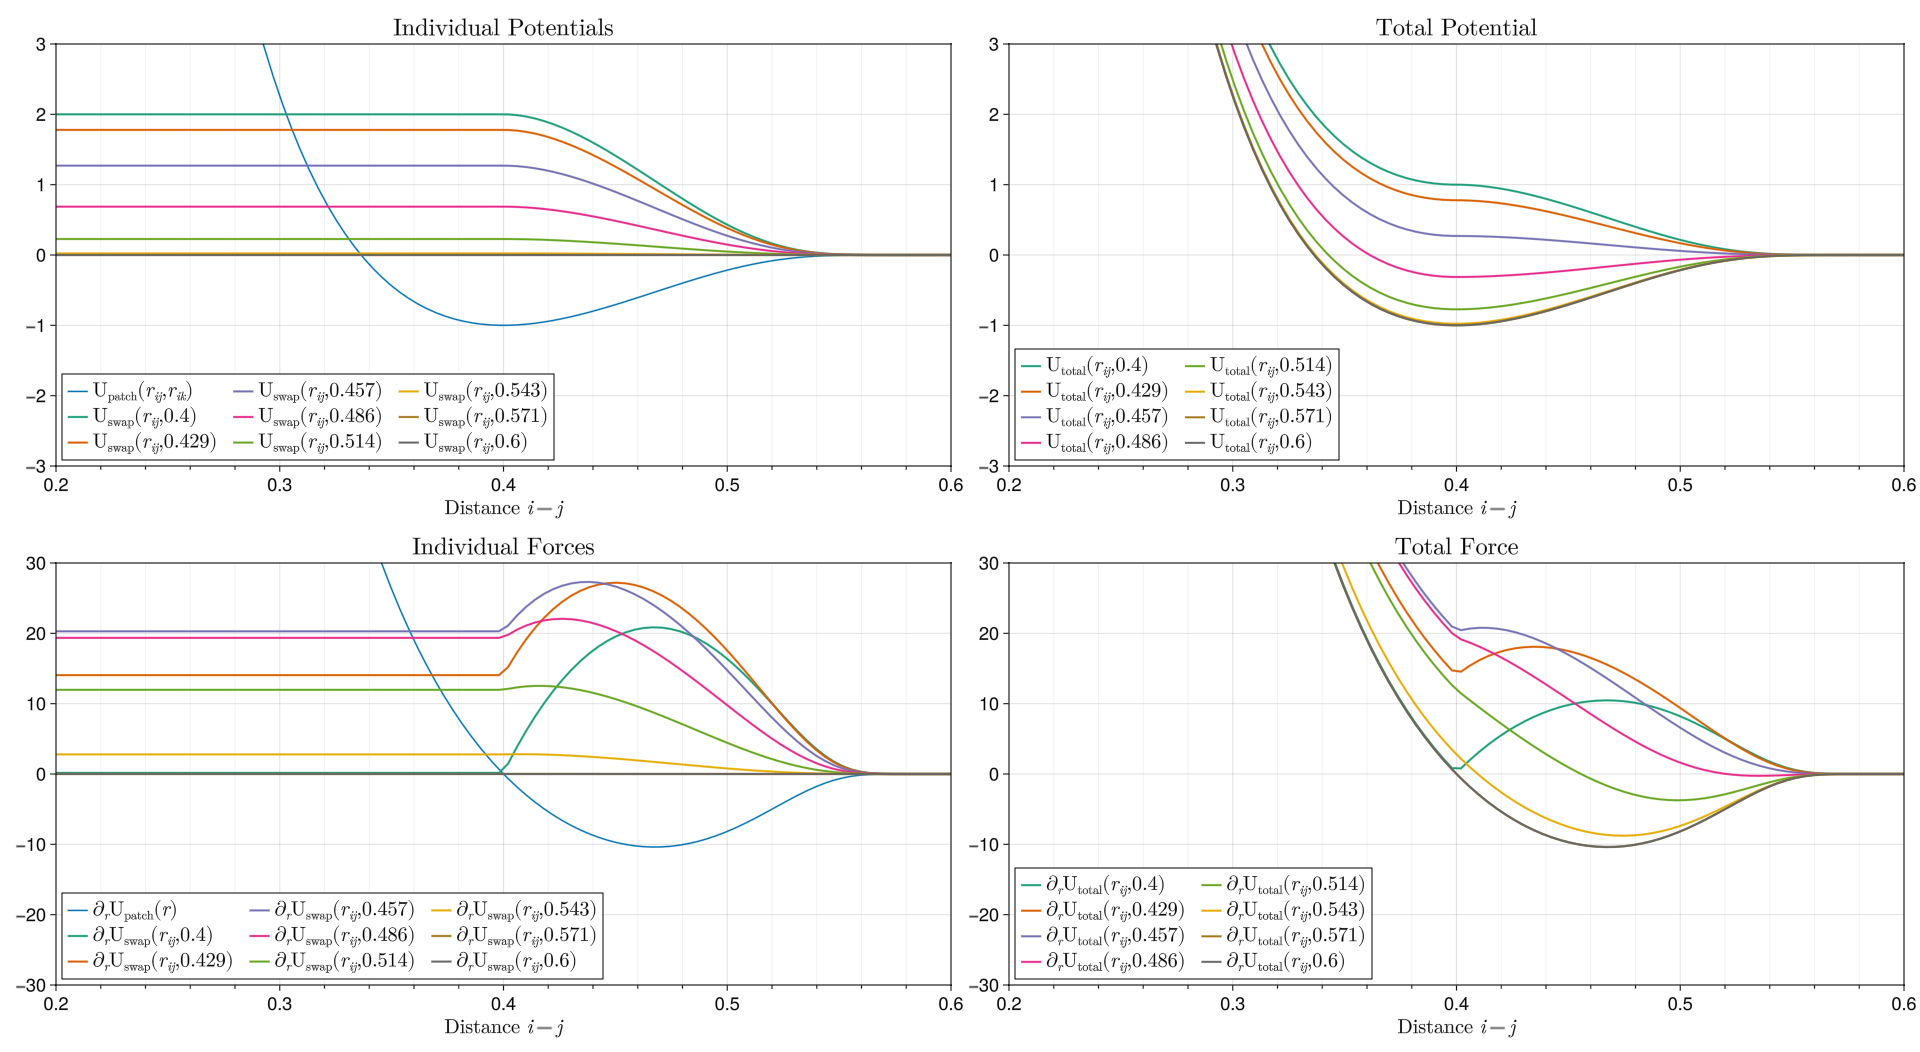 Individual Potentials
3
2
1
0
−1
−2
−3
U_patch(r_ij,r_ik) U_swap(r_ij,0.457) U_swap(r_ij,0.543)
U_swap(r_ij,0.4) U_swap(r_ij,0.486) U_swap(r_ij,0.571)
U_swap(r_ij,0.429) U_swap(r_ij,0.514) U_swap(r_ij,0.6)
0.2 0.3 0.4 0.5 0.6
Distance i−j
Total Potential
3
2
1
0
−1
−2
−3
U_total(r_ij,0.4) U_total(r_ij,0.514)
U_total(r_ij,0.429) U_total(r_ij,0.543)
U_total(r_ij,0.457) U_total(r_ij,0.571)
U_total(r_ij,0.486) U_total(r_ij,0.6)
0.2 0.3 0.4 0.5 0.6
Distance i−j
Individual Forces
30
20
10
0
−10
−20
−30
∂_rU_patch(r) ∂_rU_swap(r_ij,0.457) ∂_rU_swap(r_ij,0.543)
∂_rU_swap(r_ij,0.4) ∂_rU_swap(r_ij,0.486) ∂_rU_swap(r_ij,0.571)
∂_rU_swap(r_ij,0.429) ∂_rU_swap(r_ij,0.514) ∂_rU_swap(r_ij,0.6)
0.2 0.3 0.4 0.5 0.6
Distance i−j
Total Force
30
20
10
0
−10
−20
−30
∂_rU_total(r_ij,0.4) ∂_rU_total(r_ij,0.514)
∂_rU_total(r_ij,0.429) ∂_rU_total(r_ij,0.543)
∂_rU_total(r_ij,0.457) ∂_rU_total(r_ij,0.571)
∂_rU_total(r_ij,0.486) ∂_rU_total(r_ij,0.6)
0.2 0.3 0.4 0.5 0.6
Distance i−j